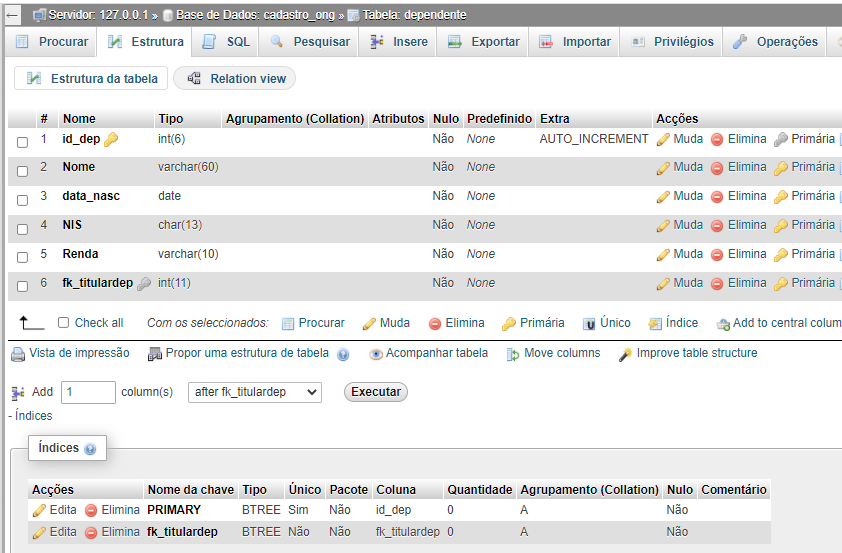 ← Servidor: 127.0.0.1 » Base de Dados: cadastro_ong » Tabela: dependente
Procurar Estrutura SQL Pesquisar Insere Exportar Importar Privilégios Operações
Estrutura da tabela Relation view
# Nome Tipo Agrupamento (Collation) Atributos Nulo Predefinido Extra Acções
1 id_dep int(6) Não None AUTO_INCREMENT Muda Elimina Primária
2 Nome varchar(60) Não None Muda Elimina Primária
3 data_nasc date Não None Muda Elimina Primária
4 NIS char(13) Não None Muda Elimina Primária
5 Renda varchar(10) Não None Muda Elimina Primária
6 fk_titulardep int(11) Não None Muda Elimina Primária
Check all Com os seleccionados: Procurar Muda Elimina Primária Único Índice Add to central colum
Vista de impressão Propor uma estrutura de tabela Acompanhar tabela Move columns Improve table structure
Add 1 column(s) after fk_titulardep Executar
- Índices
Índices
Acções Nome da chave Tipo Único Pacote Coluna Quantidade Agrupamento (Collation) Nulo Comentário
Edita Elimina PRIMARY BTREE Sim Não id_dep 0 A Não
Edita Elimina fk_titulardep BTREE Não Não fk_titulardep 0 A Não